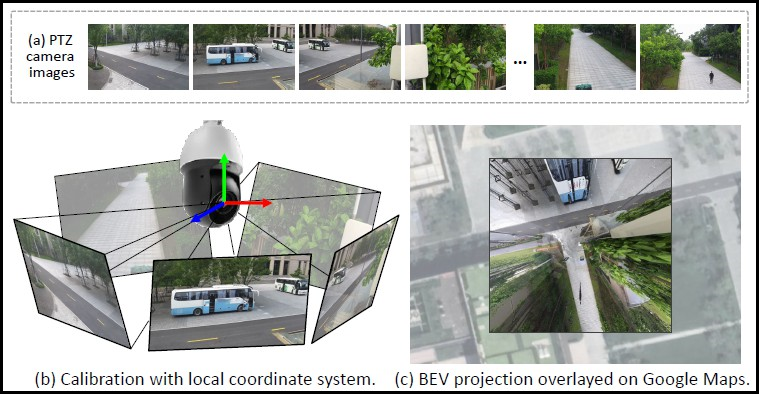 (a) PTZ
camera
images
...
(b) Calibration with local coordinate system.
(c) BEV projection overlayed on Google Maps.